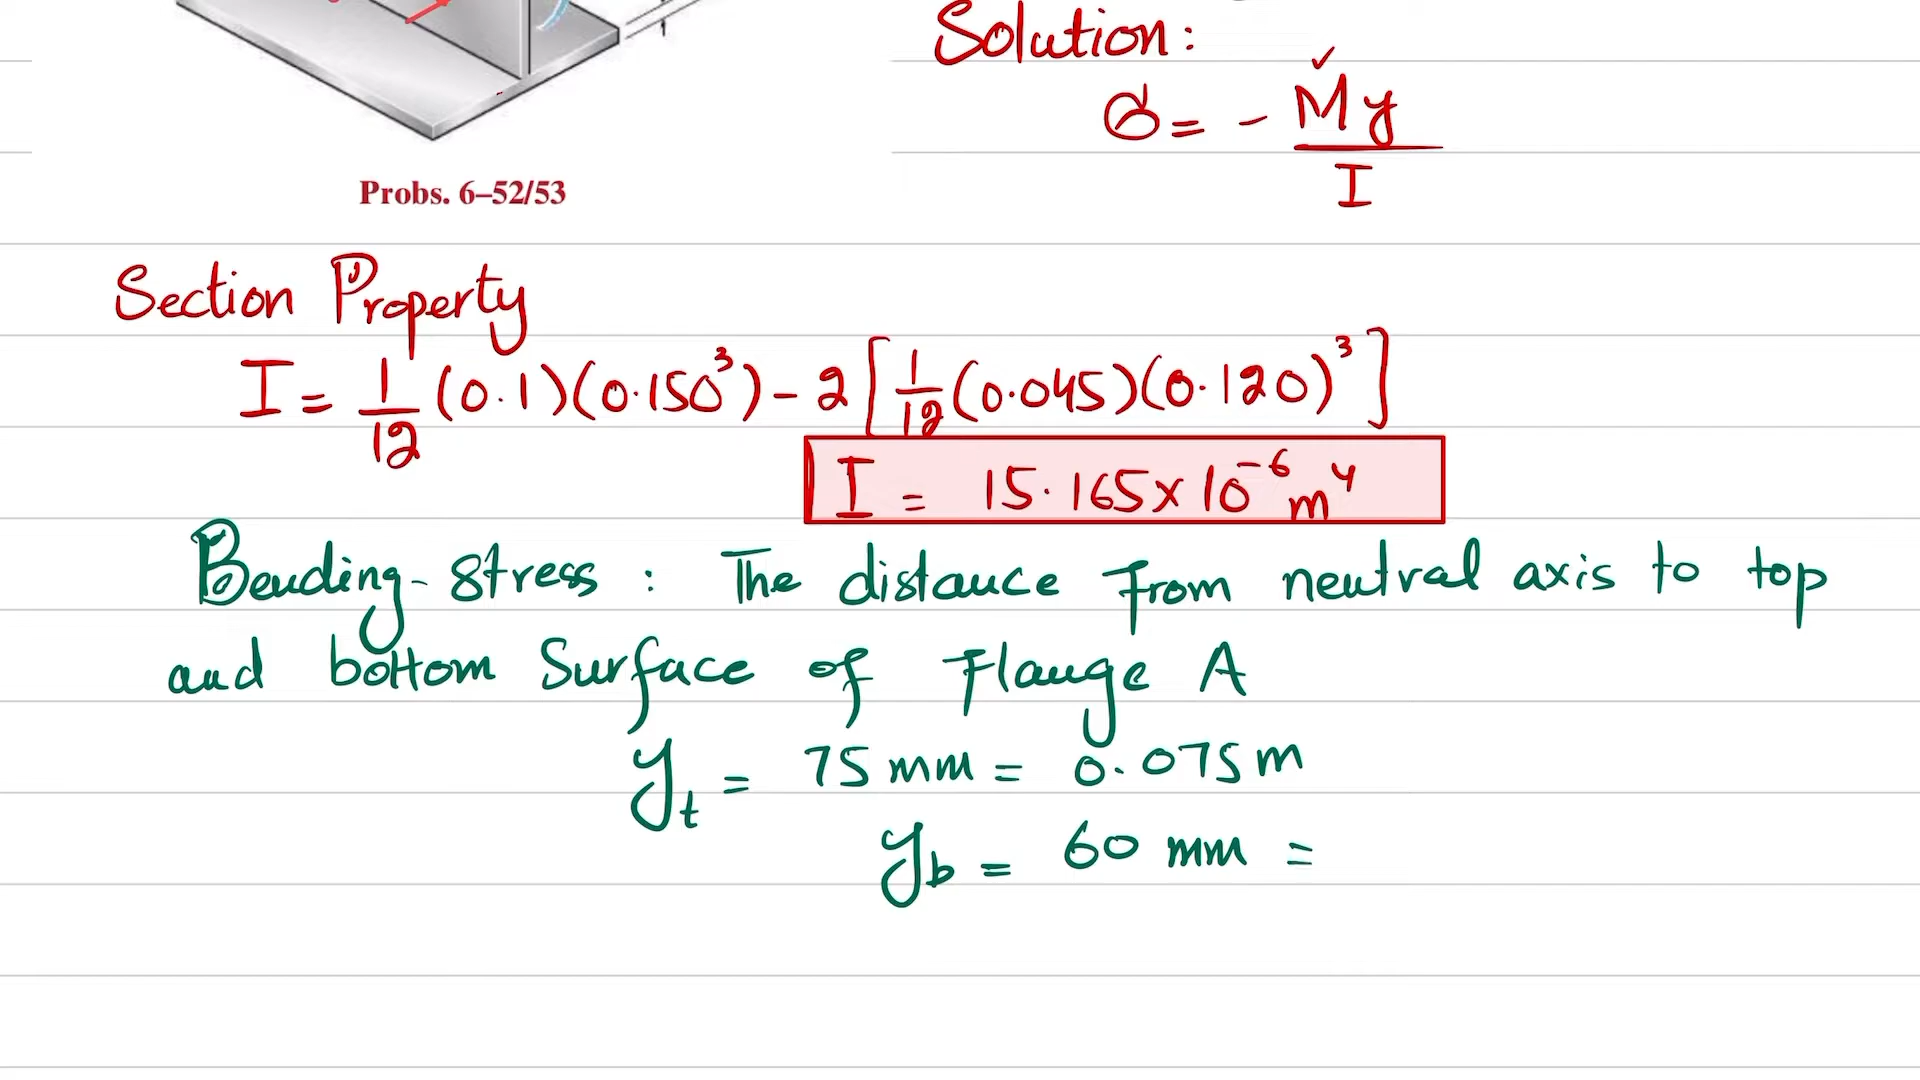 Solution:
σ = - My
I
Probs. 6–52/53
Section Property
I = 1/12 (0.1)(0.150³) - 2 [1/12 (0.045)(0.120)³]
I = 15.165 x 10⁻⁶ m⁴
Bending-stress : The distance from neutral axis to top
and bottom Surface of Flange A
yt = 75 mm = 0.075 m
yb = 60 mm =